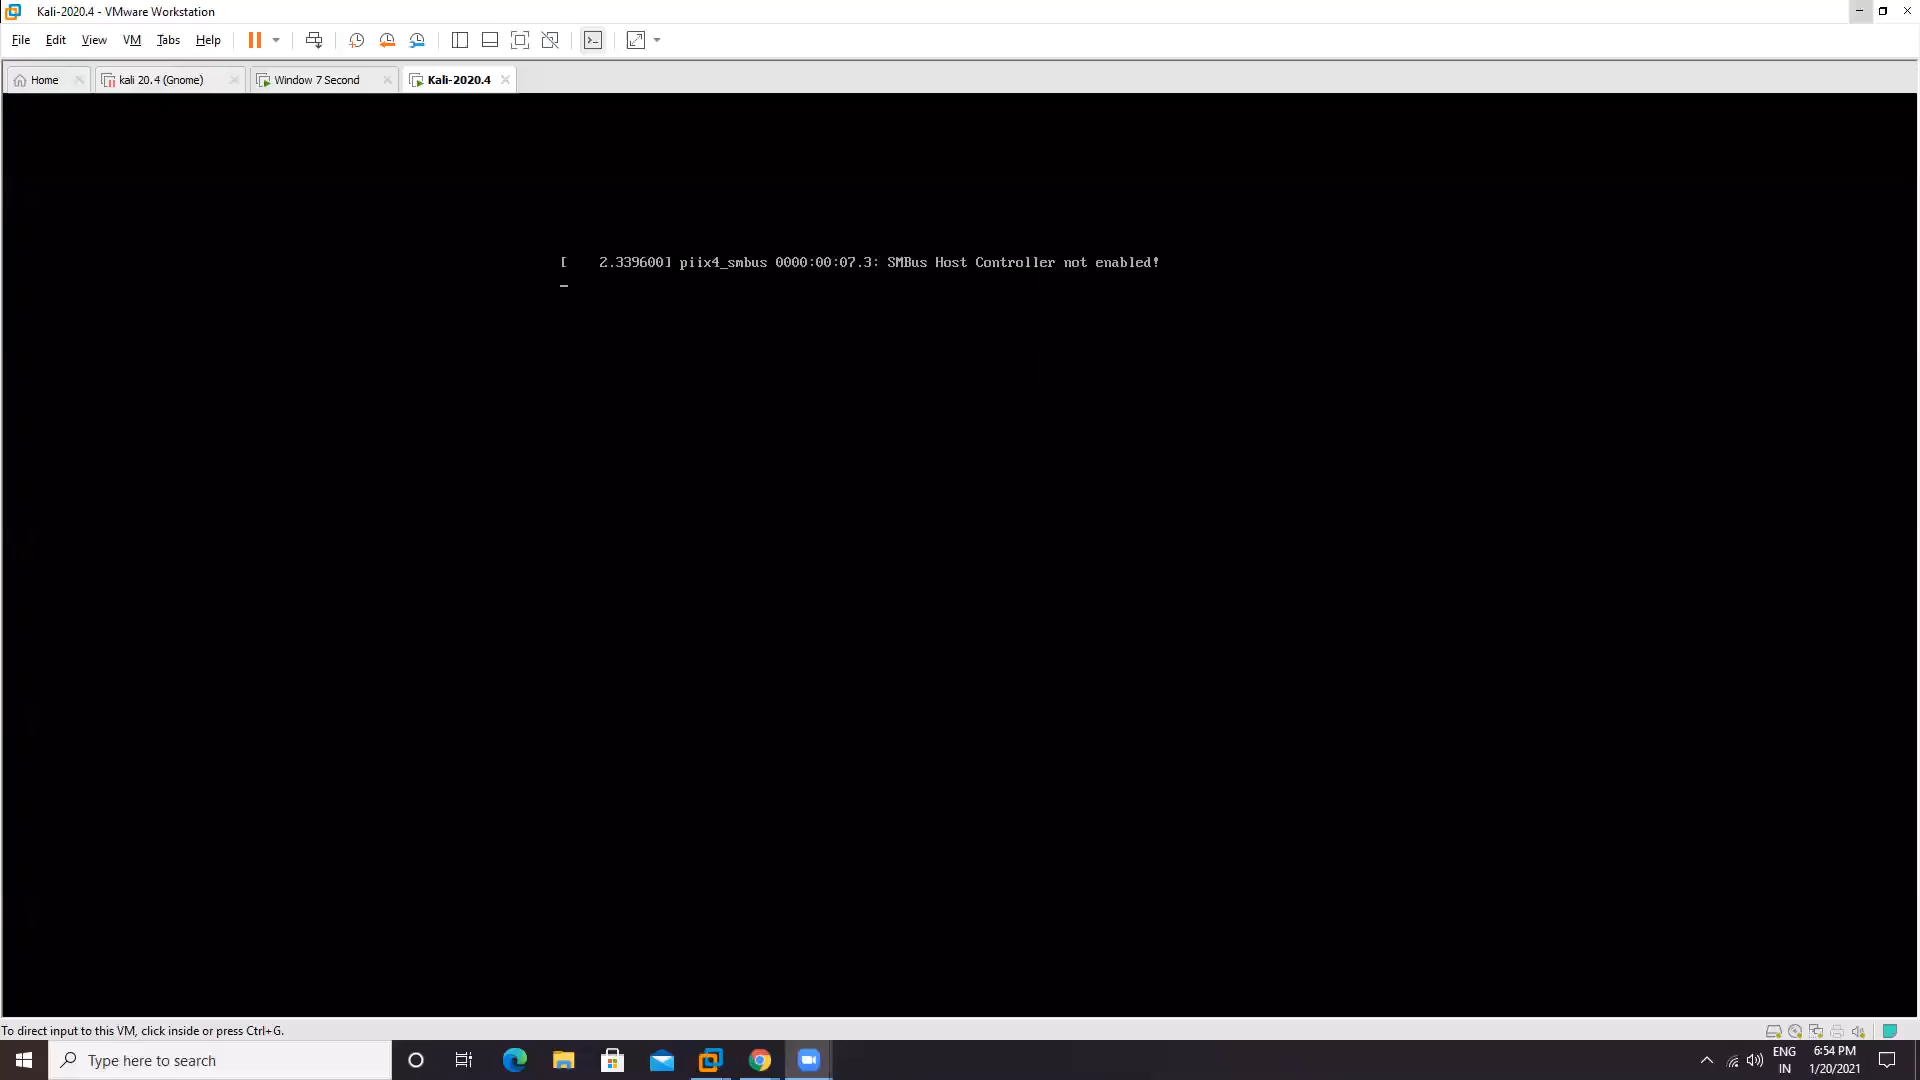 Kali-2020.4 - VMware Workstation
File Edit View VM Tabs Help
Home kali 20.4 (Gnome) Window 7 Second Kali-2020.4
[    2.339600] piix4_smbus 0000:00:07.3: SMBus Host Controller not enabled!
To direct input to this VM, click inside or press Ctrl+G.
Type here to search
ENG 6:54 PM
IN 1/20/2021